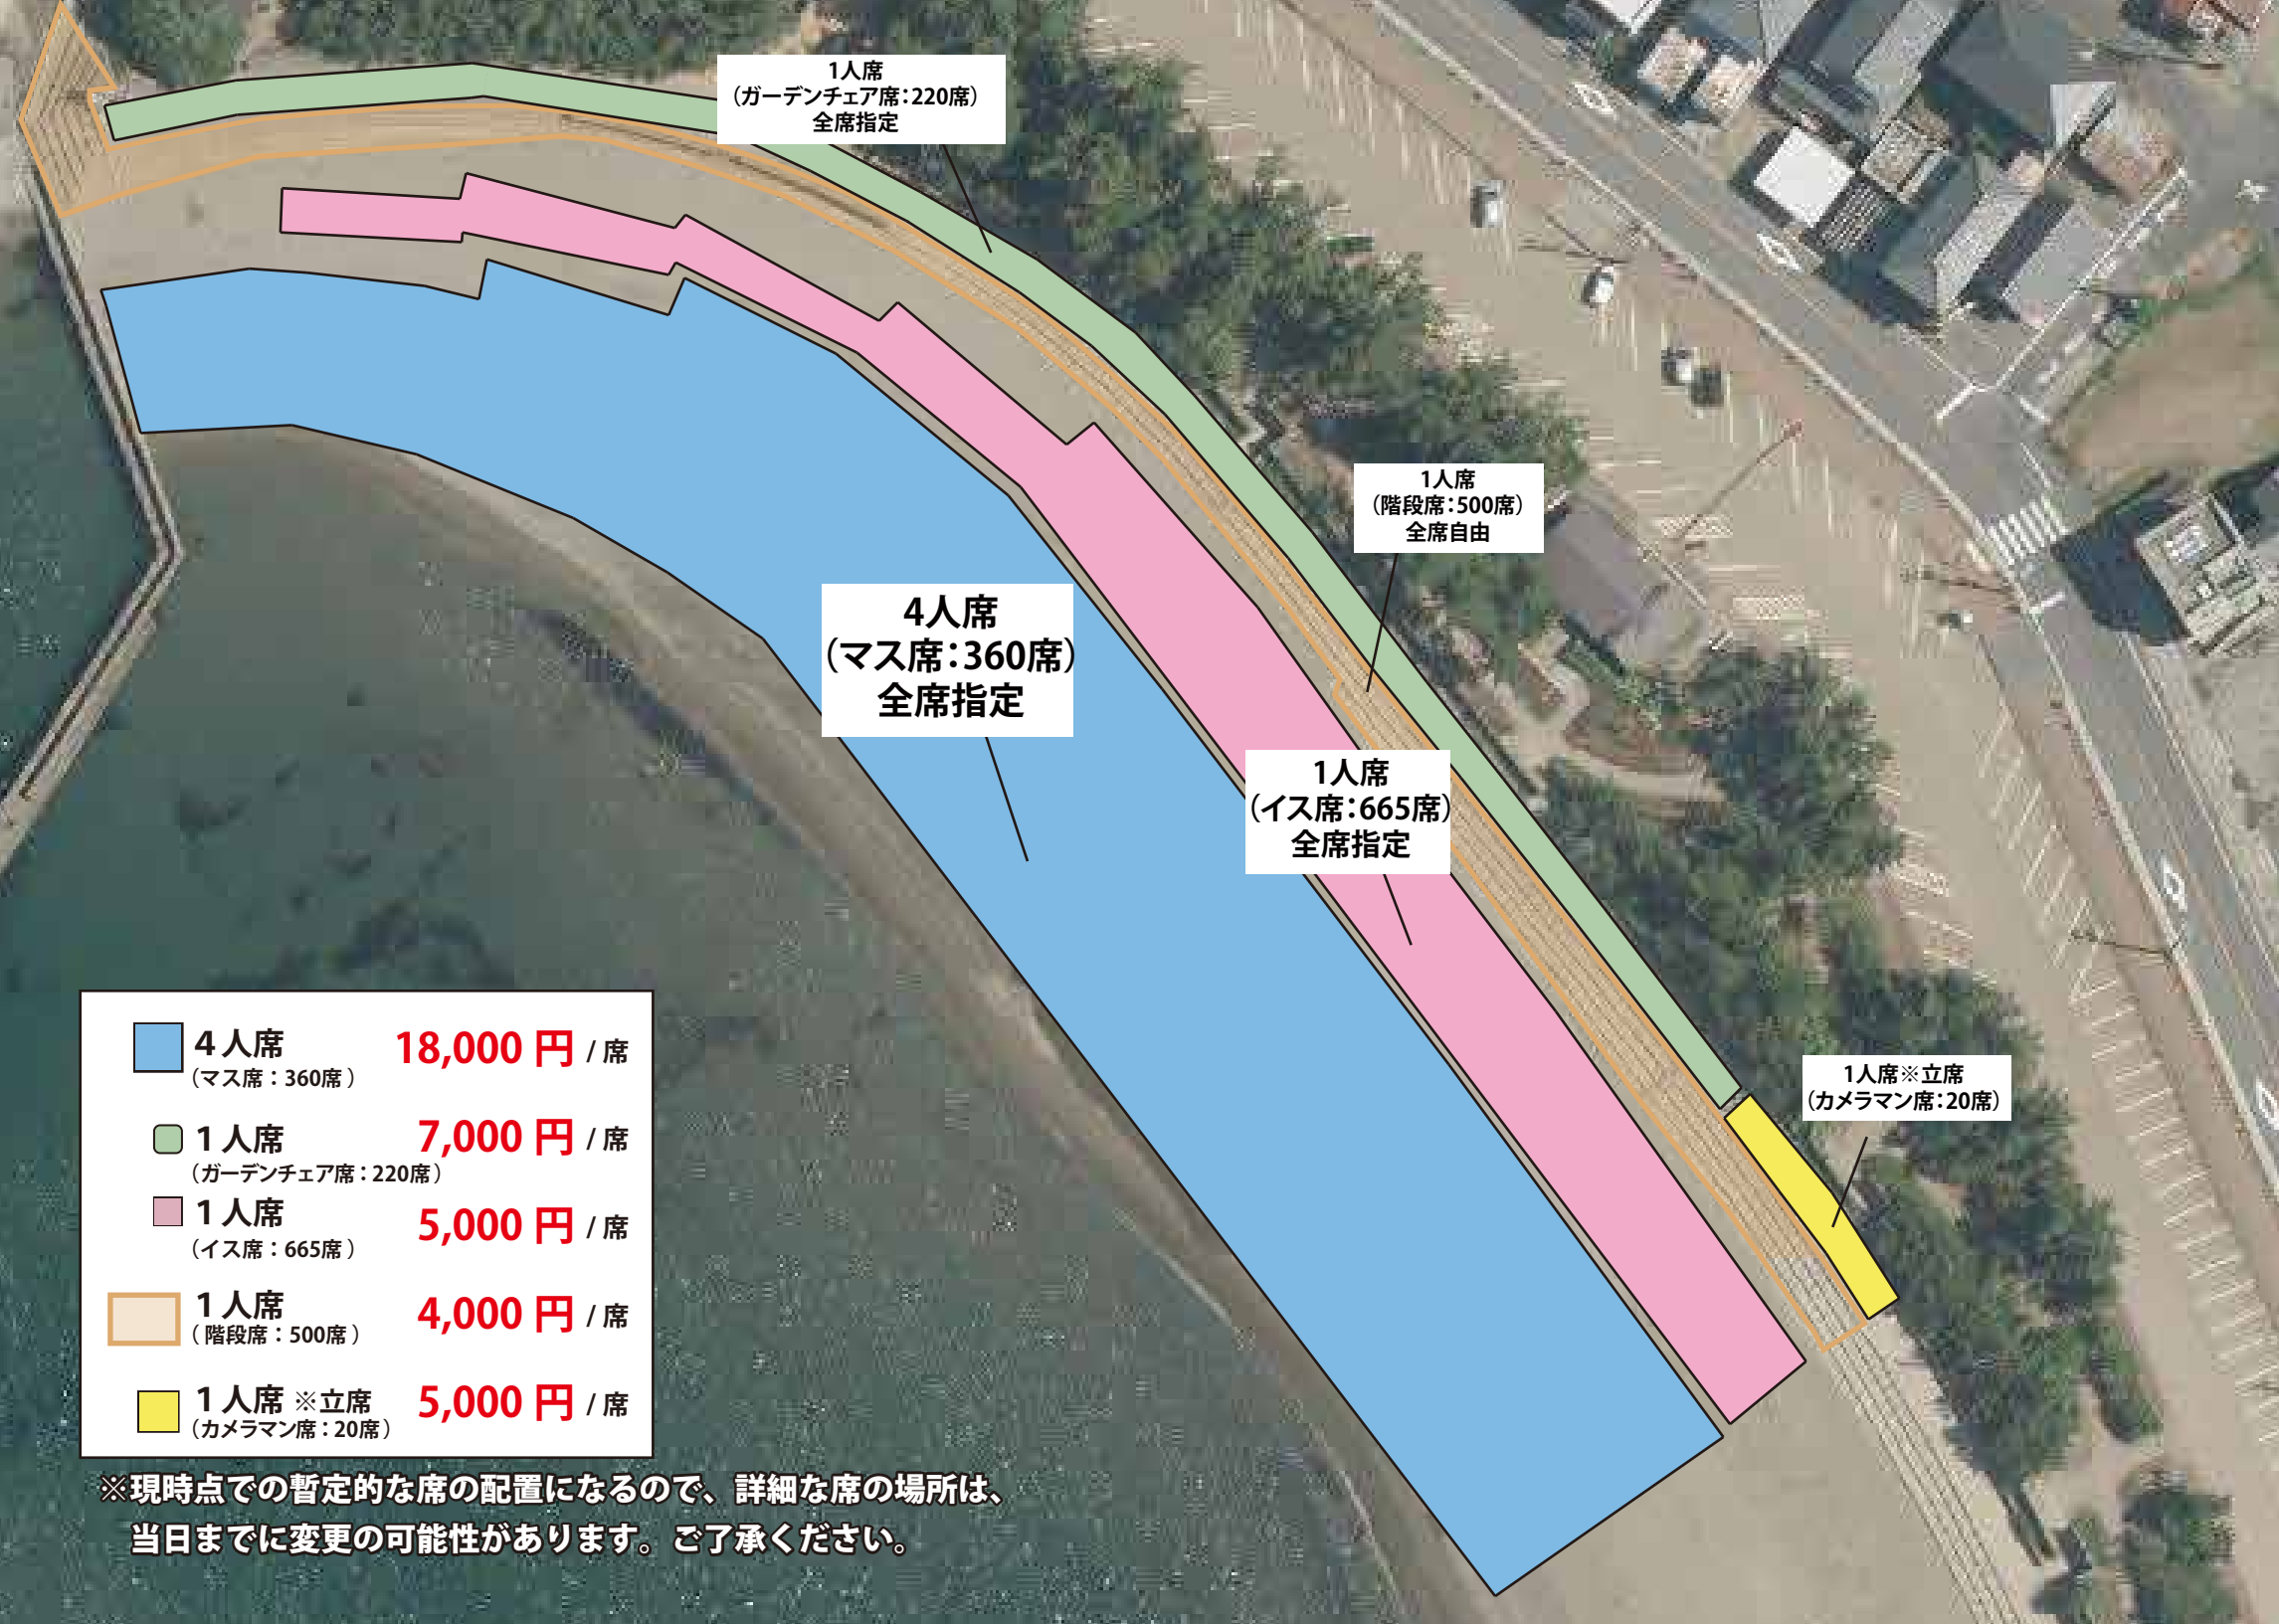 1人席
（ガーデンチェア席：220席）
全席指定
1人席
（階段席：500席）
全席自由
4人席
（マス席：360席）
全席指定
1人席
（イス席：665席）
全席指定
1人席※立席
（カメラマン席：20席）
4人席 18,000円 / 席
（マス席：360席）
1人席 7,000円 / 席
（ガーデンチェア席：220席）
1人席 5,000円 / 席
（イス席：665席）
1人席 4,000円 / 席
（階段席：500席）
1人席 ※立席 5,000円 / 席
（カメラマン席：20席）
※現時点での暫定的な席の配置になるので、詳細な席の場所は、
当日までに変更の可能性があります。ご了承ください。